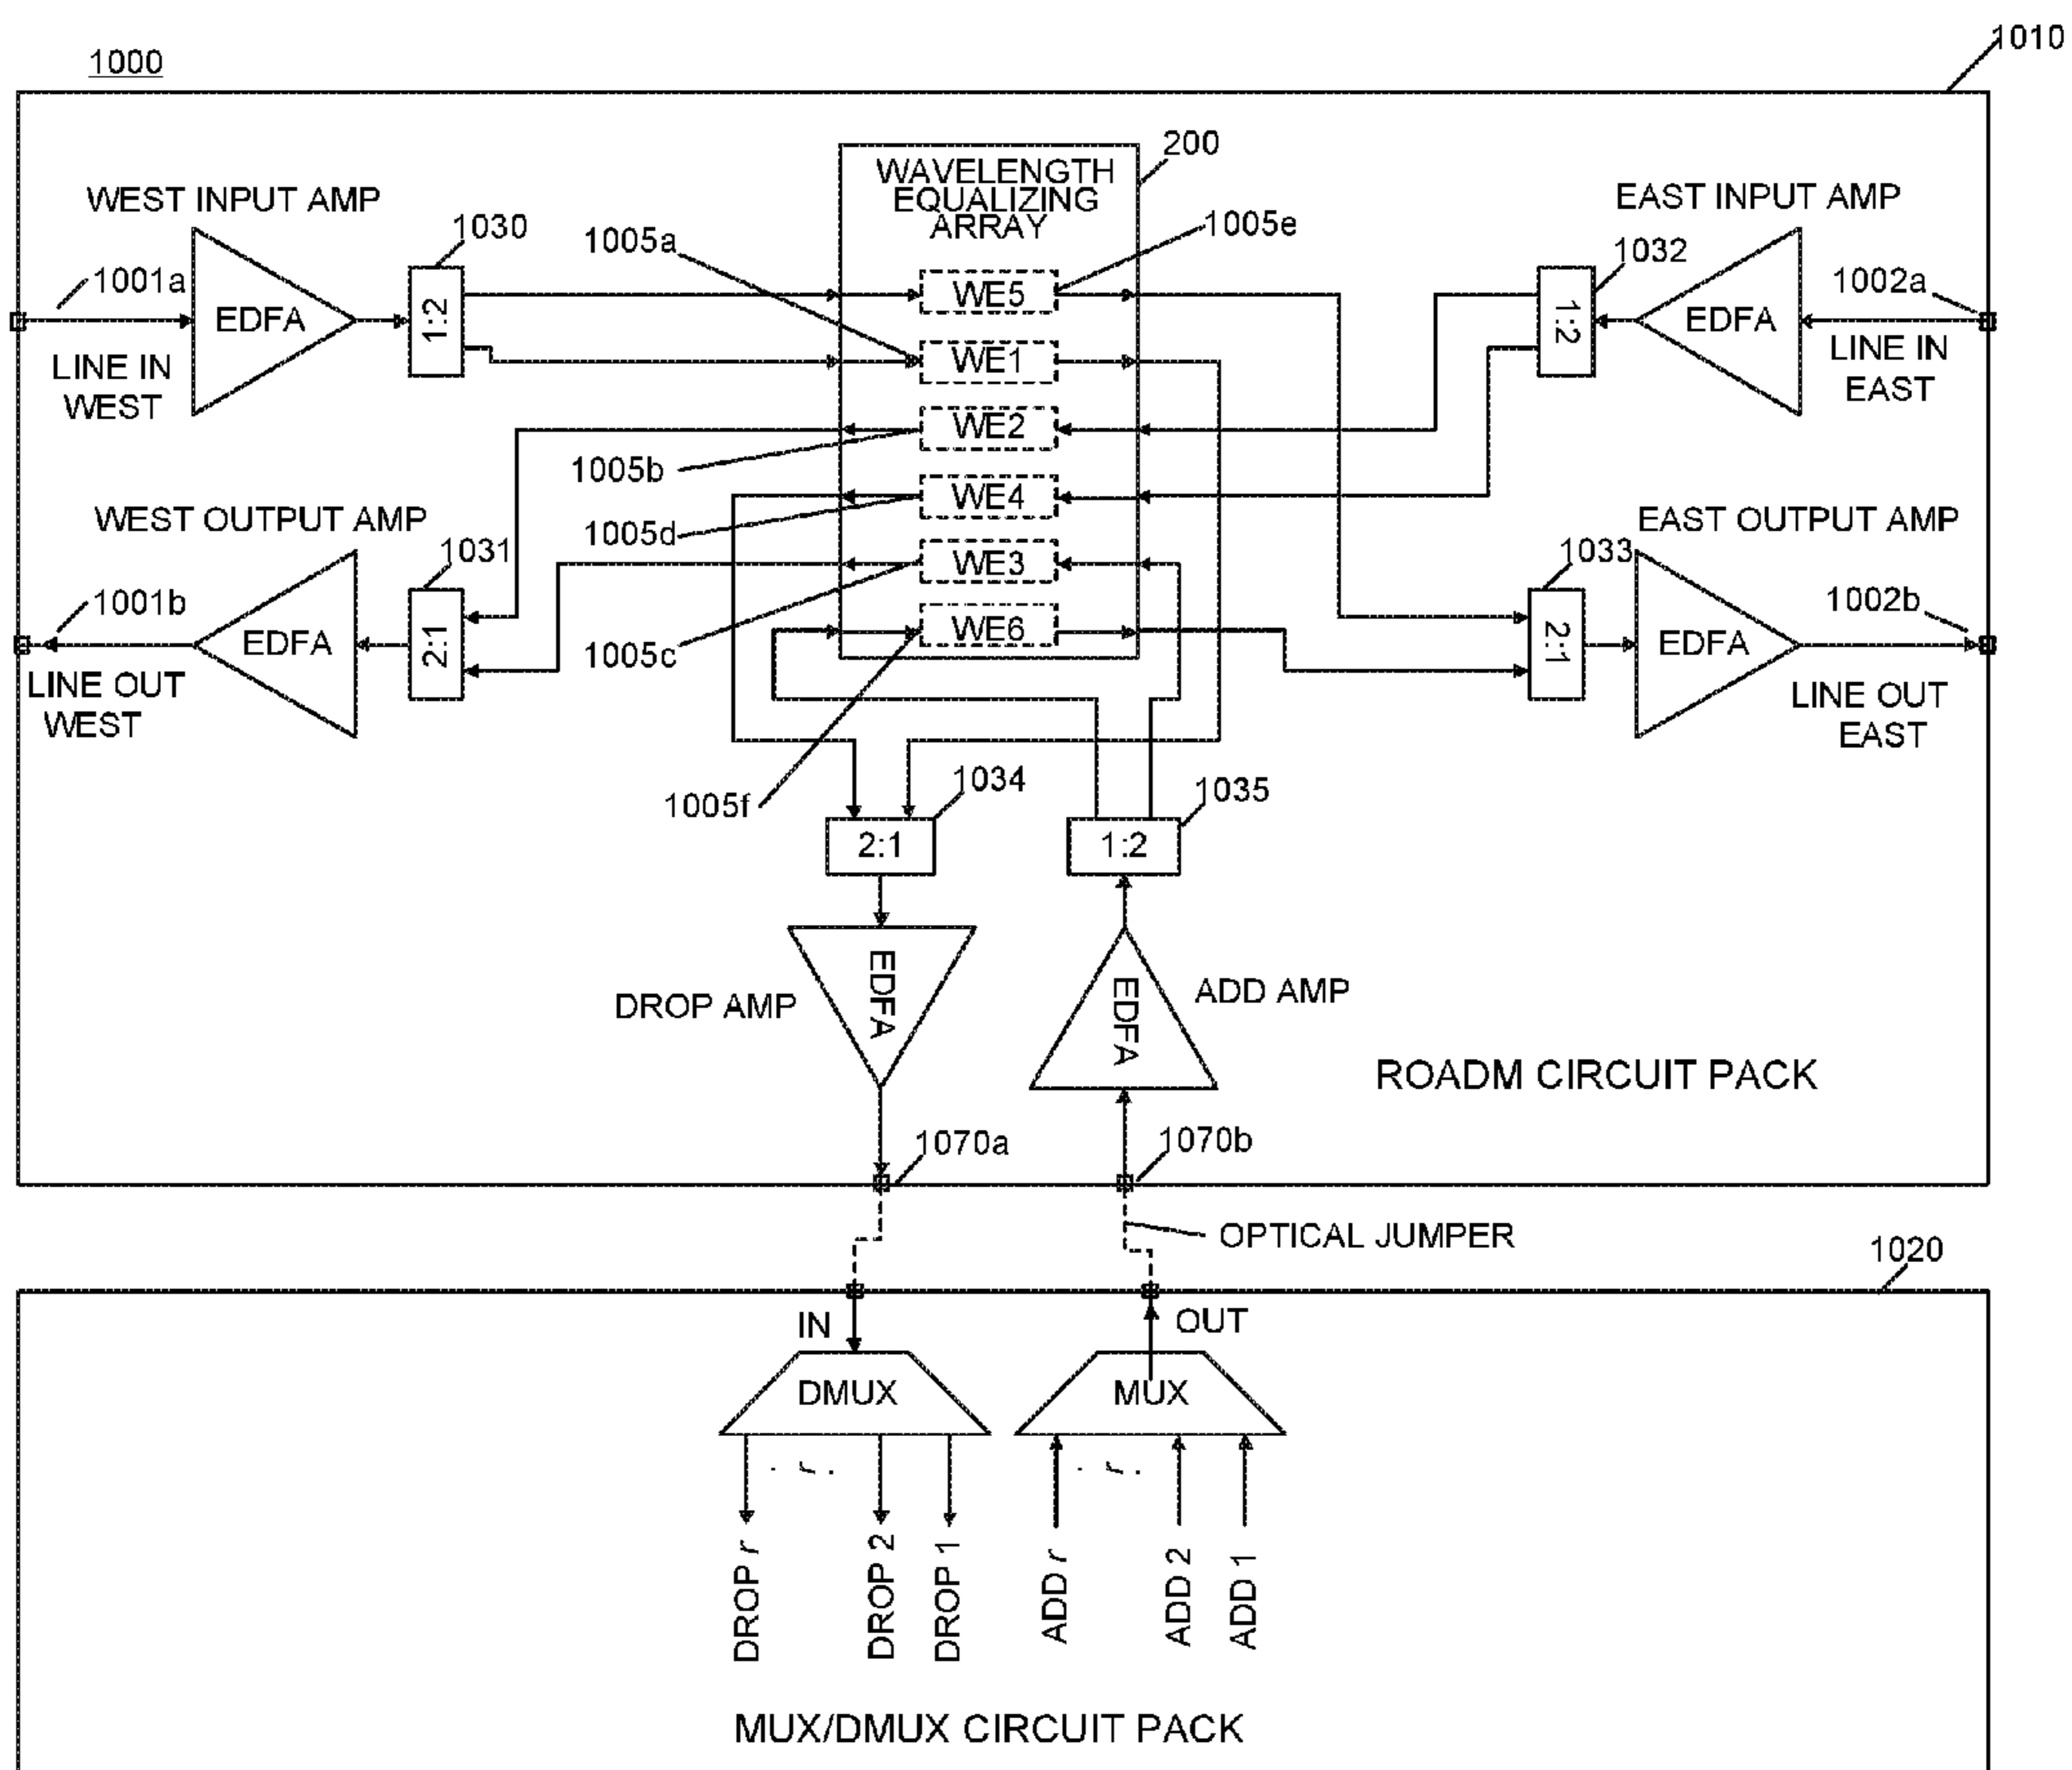 1000
1010
200
WAVELENGTH
EQUALIZING
ARRAY
WEST INPUT AMP
EAST INPUT AMP
1030
1005a
1005e
1032
1001a
1002a
EDFA
1:2
WE5
1:2
EDFA
LINE IN
WEST
WE1
LINE IN
EAST
WE2
1005b
WE4
WEST OUTPUT AMP
1005d
EAST OUTPUT AMP
1031
WE3
1033
1001b
1002b
EDFA
2:1
1005c
WE6
2:1
EDFA
LINE OUT
WEST
LINE OUT
EAST
1005f
1034
1035
2:1
1:2
EDFA
EDFA
DROP AMP
ADD AMP
ROADM CIRCUIT PACK
1070a
1070b
OPTICAL JUMPER
1020
IN
OUT
DMUX
MUX
. r .
. r .
DROP r
DROP 2
DROP 1
ADD r
ADD 2
ADD 1
MUX/DMUX CIRCUIT PACK